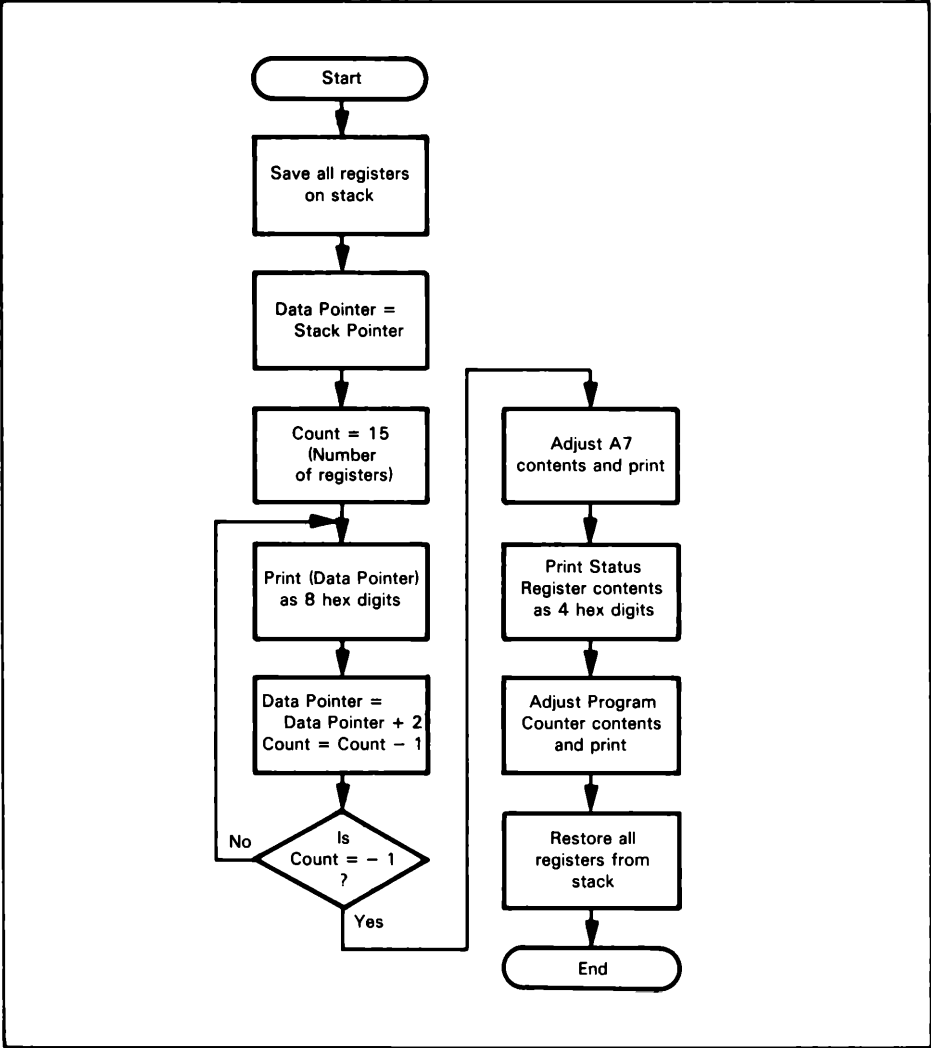 Start
Save all registers
on stack
Data Pointer =
Stack Pointer
Count = 15
(Number
of registers)
Print (Data Pointer)
as 8 hex digits
Data Pointer =
Data Pointer + 2
Count = Count - 1
No
Is
Count = - 1
?
Yes
Adjust A7
contents and print
Print Status
Register contents
as 4 hex digits
Adjust Program
Counter contents
and print
Restore all
registers from
stack
End